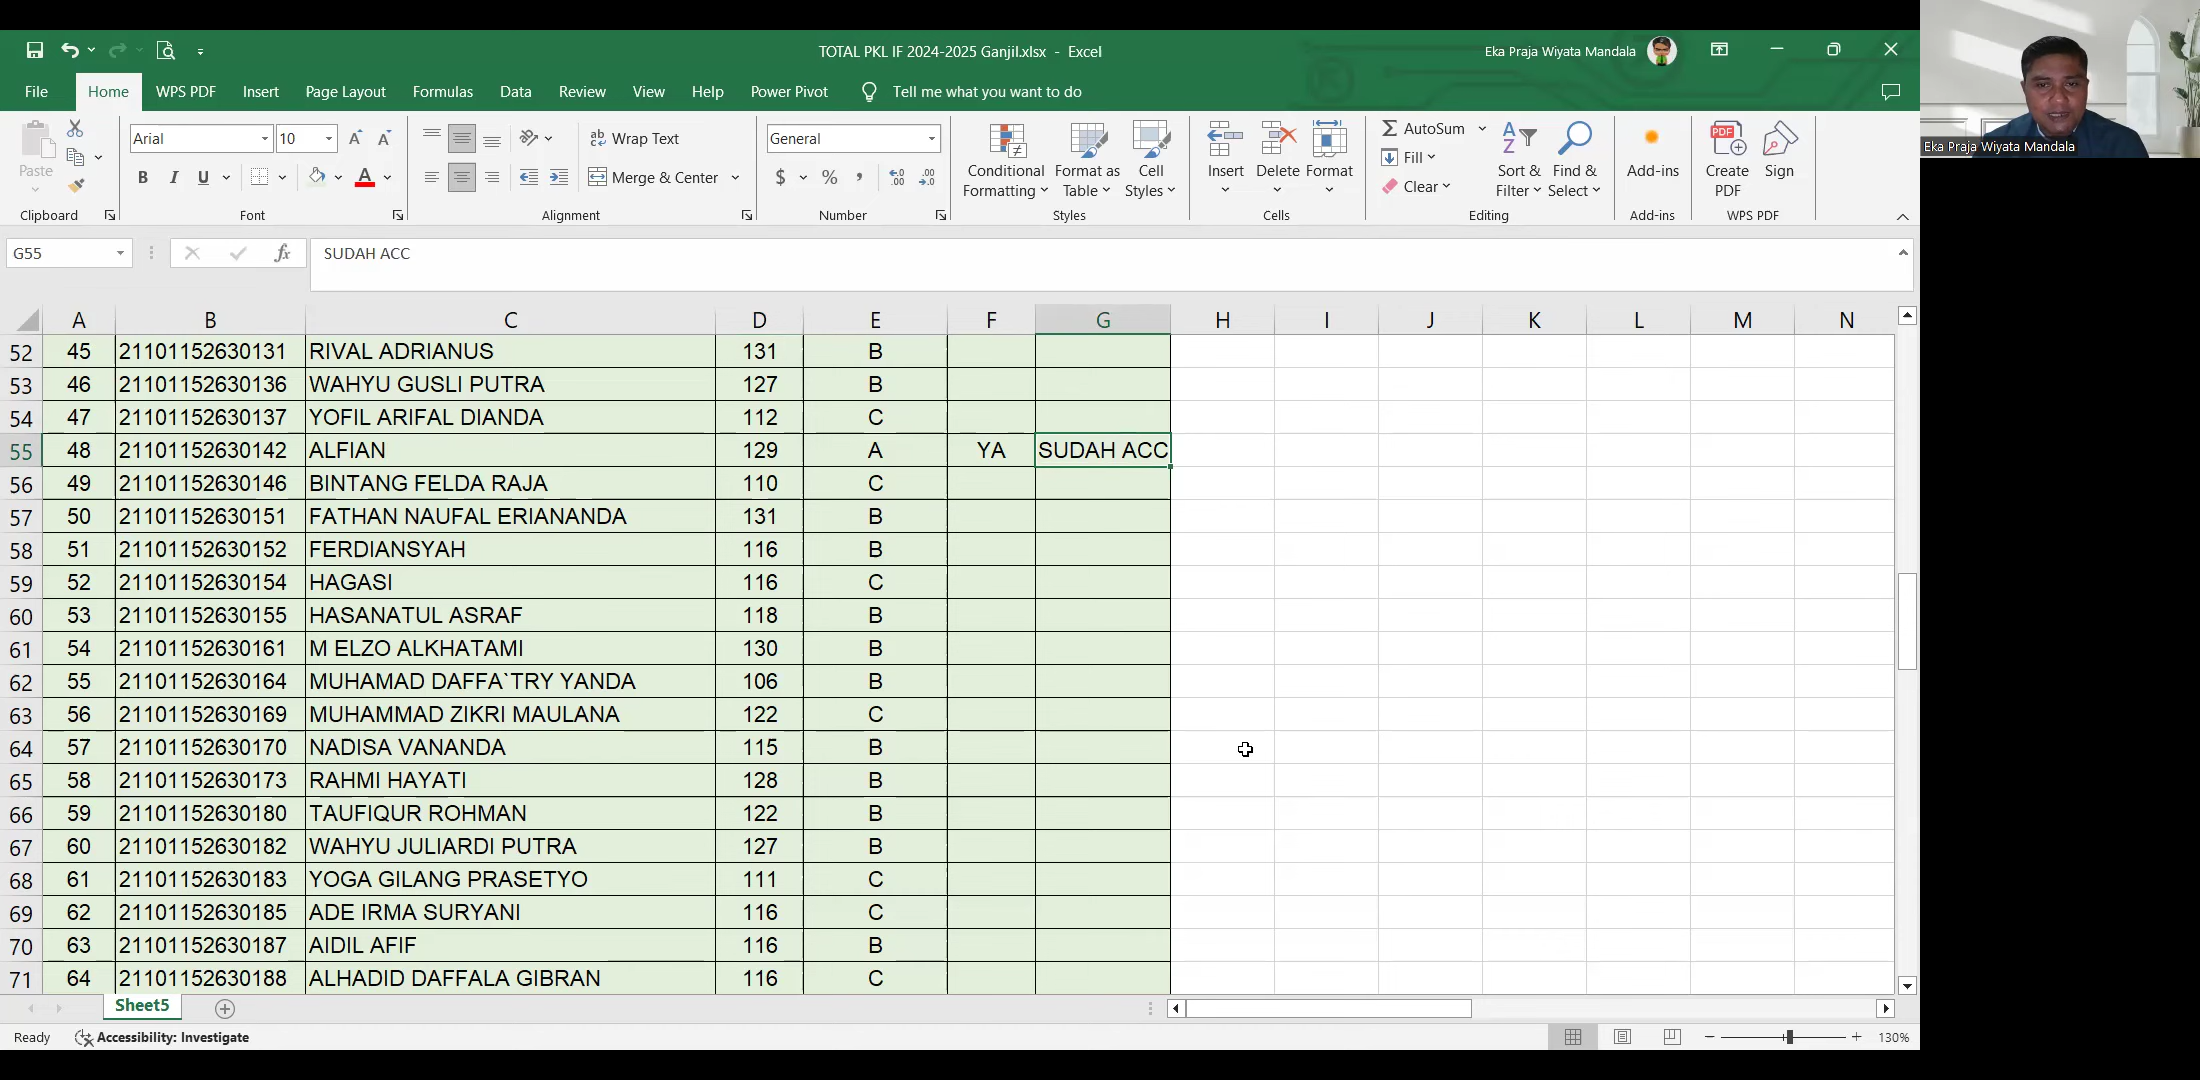 TOTAL PKL IF 2024-2025 Ganjil.xlsx - Excel
Eka Praja Wiyata Mandala
File Home WPS PDF Insert Page Layout Formulas Data Review View Help Power Pivot Tell me what you want to do
Paste
Clipboard
Arial 10
B I U
Font
ab Wrap Text
Merge & Center
Alignment
General
$ % ,
Number
Conditional Formatting
Format as Table
Cell Styles
Styles
Insert
Delete
Format
Cells
AutoSum
Fill
Clear
Sort & Filter
Find & Select
Editing
Add-ins
Add-ins
Create PDF
Sign
WPS PDF
Eka Praja Wiyata Mandala
G55 fx SUDAH ACC
A B C D E F G H I J K L M N
52 45 21101152630131 RIVAL ADRIANUS 131 B
53 46 21101152630136 WAHYU GUSLI PUTRA 127 B
54 47 21101152630137 YOFIL ARIFAL DIANDA 112 C
55 48 21101152630142 ALFIAN 129 A YA SUDAH ACC
56 49 21101152630146 BINTANG FELDA RAJA 110 C
57 50 21101152630151 FATHAN NAUFAL ERIANANDA 131 B
58 51 21101152630152 FERDIANSYAH 116 B
59 52 21101152630154 HAGASI 116 C
60 53 21101152630155 HASANATUL ASRAF 118 B
61 54 21101152630161 M ELZO ALKHATAMI 130 B
62 55 21101152630164 MUHAMAD DAFFA`TRY YANDA 106 B
63 56 21101152630169 MUHAMMAD ZIKRI MAULANA 122 C
64 57 21101152630170 NADISA VANANDA 115 B
65 58 21101152630173 RAHMI HAYATI 128 B
66 59 21101152630180 TAUFIQUR ROHMAN 122 B
67 60 21101152630182 WAHYU JULIARDI PUTRA 127 B
68 61 21101152630183 YOGA GILANG PRASETYO 111 C
69 62 21101152630185 ADE IRMA SURYANI 116 C
70 63 21101152630187 AIDIL AFIF 116 B
71 64 21101152630188 ALHADID DAFFALA GIBRAN 116 C
Sheet5
Ready Accessibility: Investigate 130%